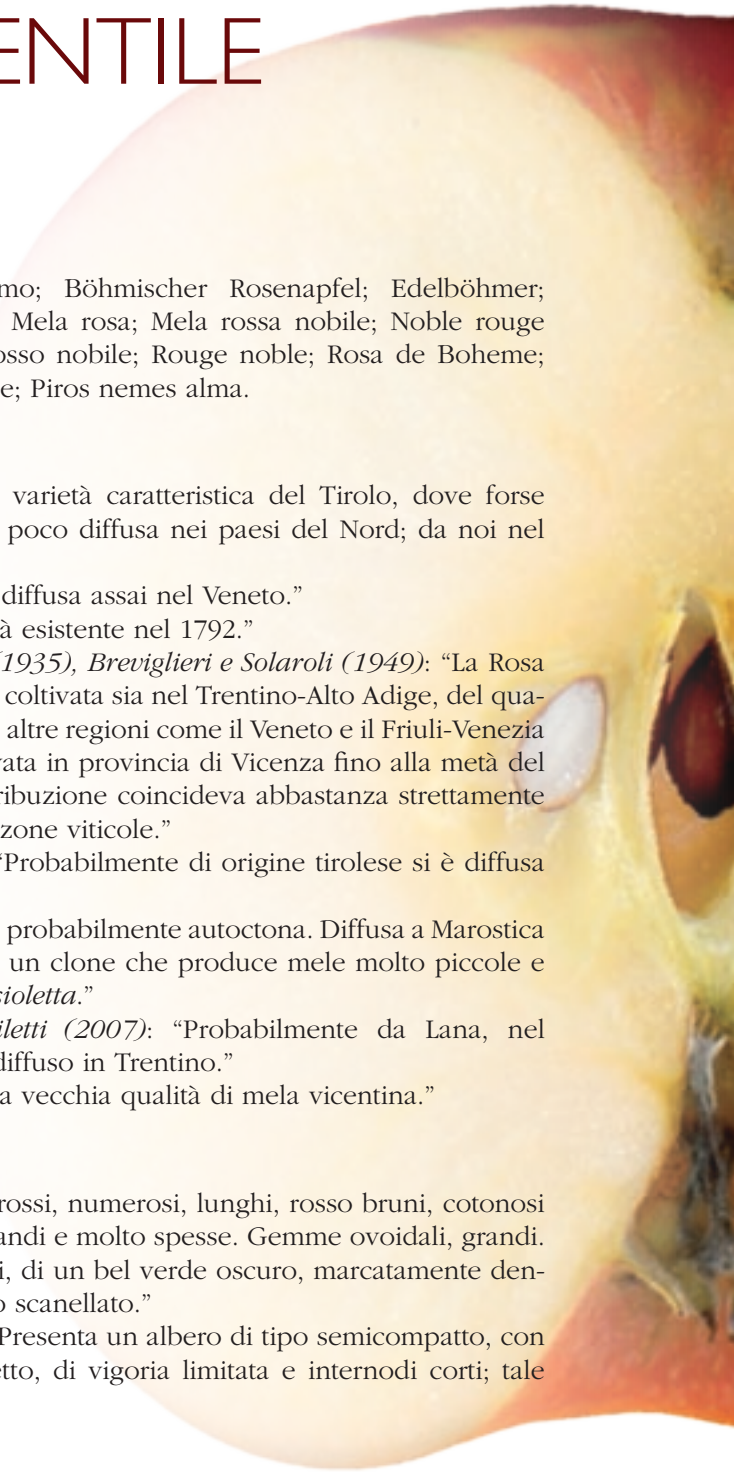 ENTILE
mo; Böhmischer Rosenapfel; Edelböhmer;
Mela rosa; Mela rossa nobile; Noble rouge
osso nobile; Rouge noble; Rosa de Boheme;
e; Piros nemes alma.
varietà caratteristica del Tirolo, dove forse
poco diffusa nei paesi del Nord; da noi nel
diffusa assai nel Veneto.”
à esistente nel 1792.”
(1935), Breviglieri e Solaroli (1949): “La Rosa
coltivata sia nel Trentino-Alto Adige, del qua-
altre regioni come il Veneto e il Friuli-Venezia
vata in provincia di Vicenza fino alla metà del
ribuzione coincideva abbastanza strettamente
zone viticole.”
“Probabilmente di origine tirolese si è diffusa
probabilmente autoctona. Diffusa a Marostica
un clone che produce mele molto piccole e
sioletta.”
iletti (2007): “Probabilmente da Lana, nel
diffuso in Trentino.”
a vecchia qualità di mela vicentina.”
rossi, numerosi, lunghi, rosso bruni, cotonosi
andi e molto spesse. Gemme ovoidali, grandi.
i, di un bel verde oscuro, marcatamente den-
o scanellato.”
Presenta un albero di tipo semicompatto, con
etto, di vigoria limitata e internodi corti; tale